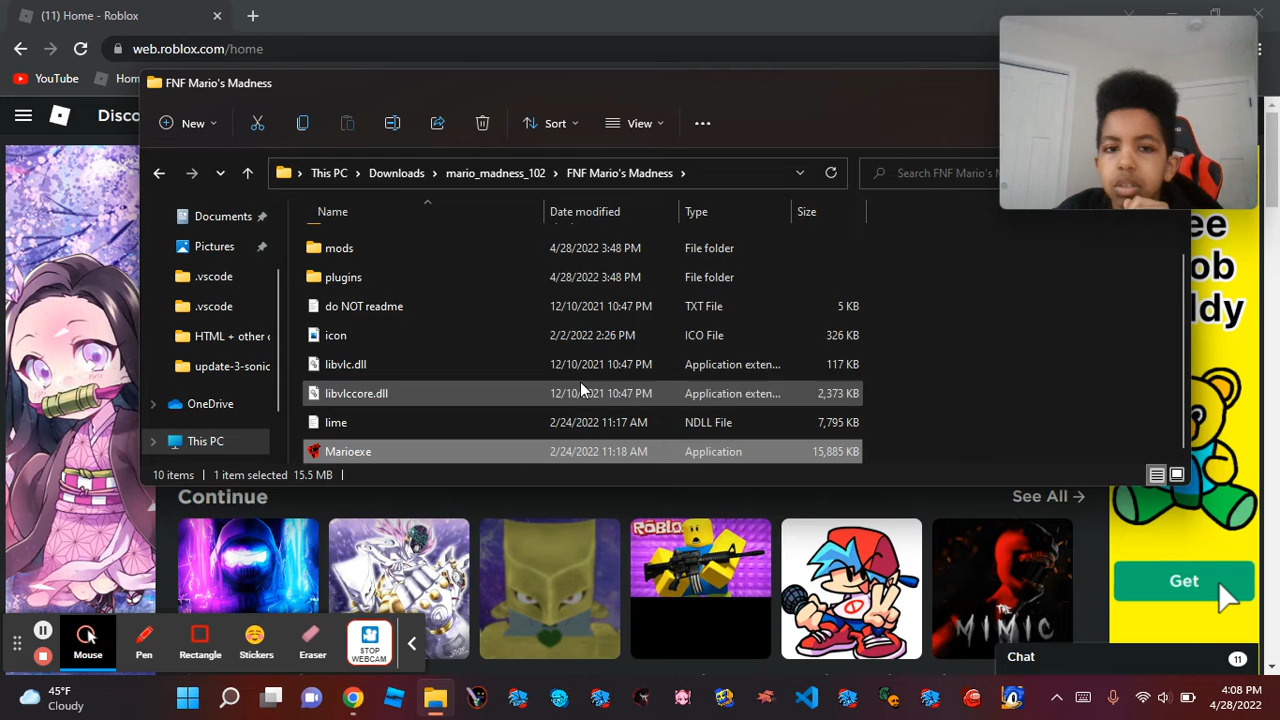 (11) Home - Roblox
web.roblox.com/home
YouTube
Hom
Disco
FNF Mario's Madness
New
Sort
View
This PC
Downloads
mario_madness_102
FNF Mario's Madness
Search FNF Mario's M
Name
Date modified
Type
Size
Documents
Pictures
.vscode
.vscode
HTML + other c
update-3-sonic
OneDrive
This PC
mods 4/28/2022 3:48 PM File folder
plugins 4/28/2022 3:48 PM File folder
do NOT readme 12/10/2021 10:47 PM TXT File 5 KB
icon 2/2/2022 2:26 PM ICO File 326 KB
libvlc.dll 12/10/2021 10:47 PM Application exten... 117 KB
libvlccore.dll 12/10/2021 10:47 PM Application exten... 2,373 KB
lime 2/24/2022 11:17 AM NDLL File 7,795 KB
Marioexe 2/24/2022 11:18 AM Application 15,885 KB
10 items
1 item selected 15.5 MB
ee
ob
ddy
Get
Continue
See All →
ROBLOX
THE
MIMIC
Mouse
Pen
Rectangle
Stickers
Eraser
STOP
WEBCAM
Chat
11
45°F
Cloudy
4:08 PM
4/28/2022